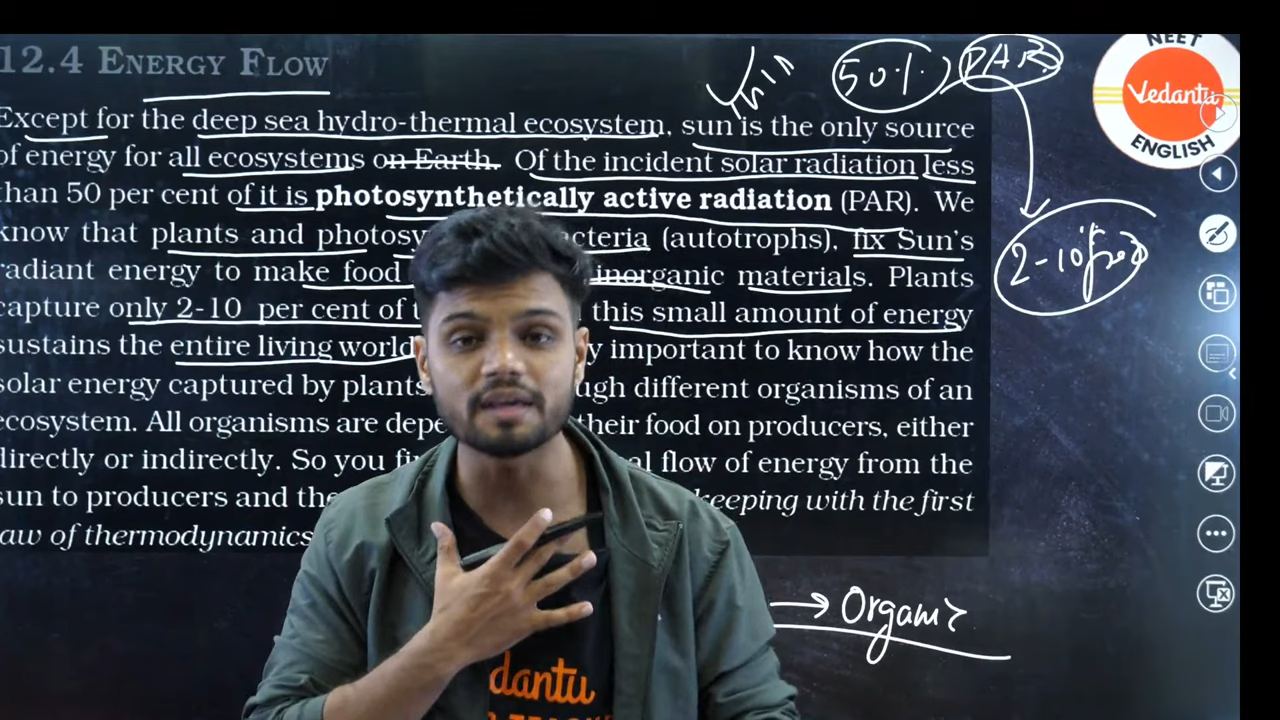 12.4 ENERGY FLOW
50%. PAR
NEET
Vedantu
ENGLISH
Except for the deep sea hydro-thermal ecosystem, sun is the only source
of energy for all ecosystems on Earth. Of the incident solar radiation less
than 50 per cent of it is photosynthetically active radiation (PAR). We
know that plants and photosy acteria (autotrophs), fix Sun's
radiant energy to make food inorganic materials. Plants
2-10%
capture only 2-10 per cent of t this small amount of energy
sustains the entire living world y important to know how the
solar energy captured by plants ugh different organisms of an
ecosystem. All organisms are depe their food on producers, either
directly or indirectly. So you fi al flow of energy from the
sun to producers and the keeping with the first
law of thermodynamics
→ Organi
dantu